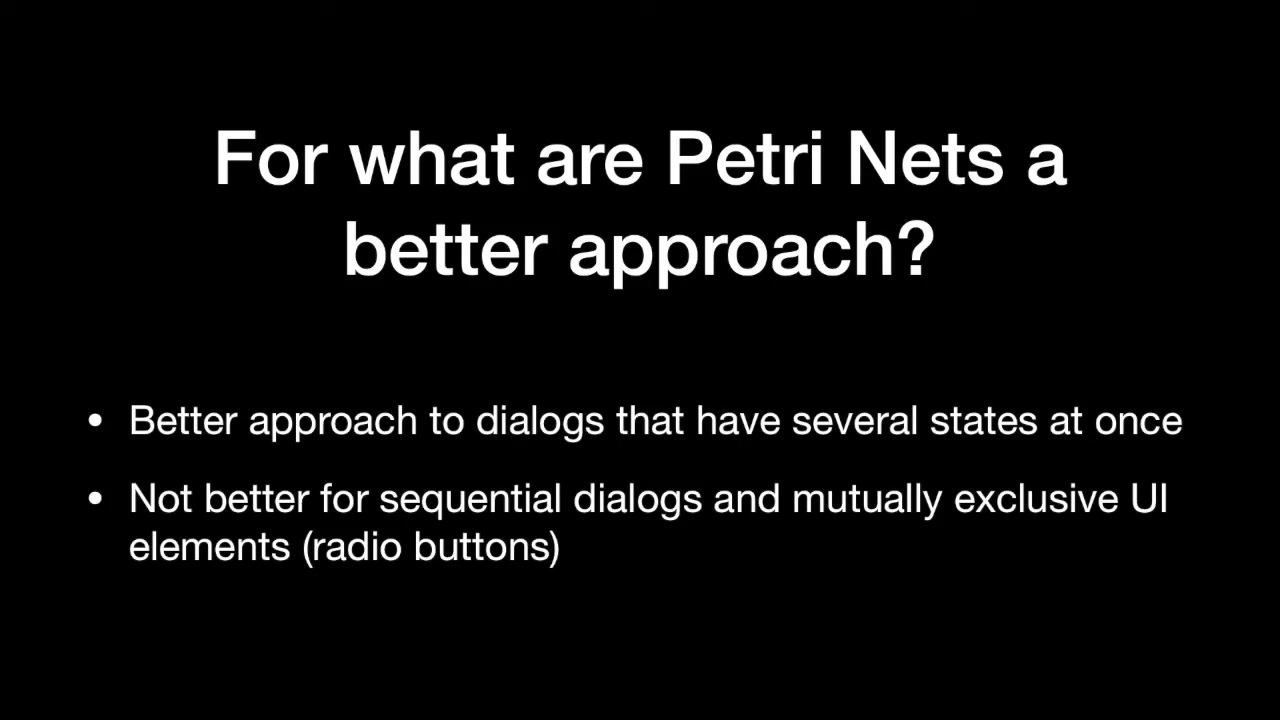 For what are Petri Nets a
better approach?
• Better approach to dialogs that have several states at once
• Not better for sequential dialogs and mutually exclusive UI
elements (radio buttons)